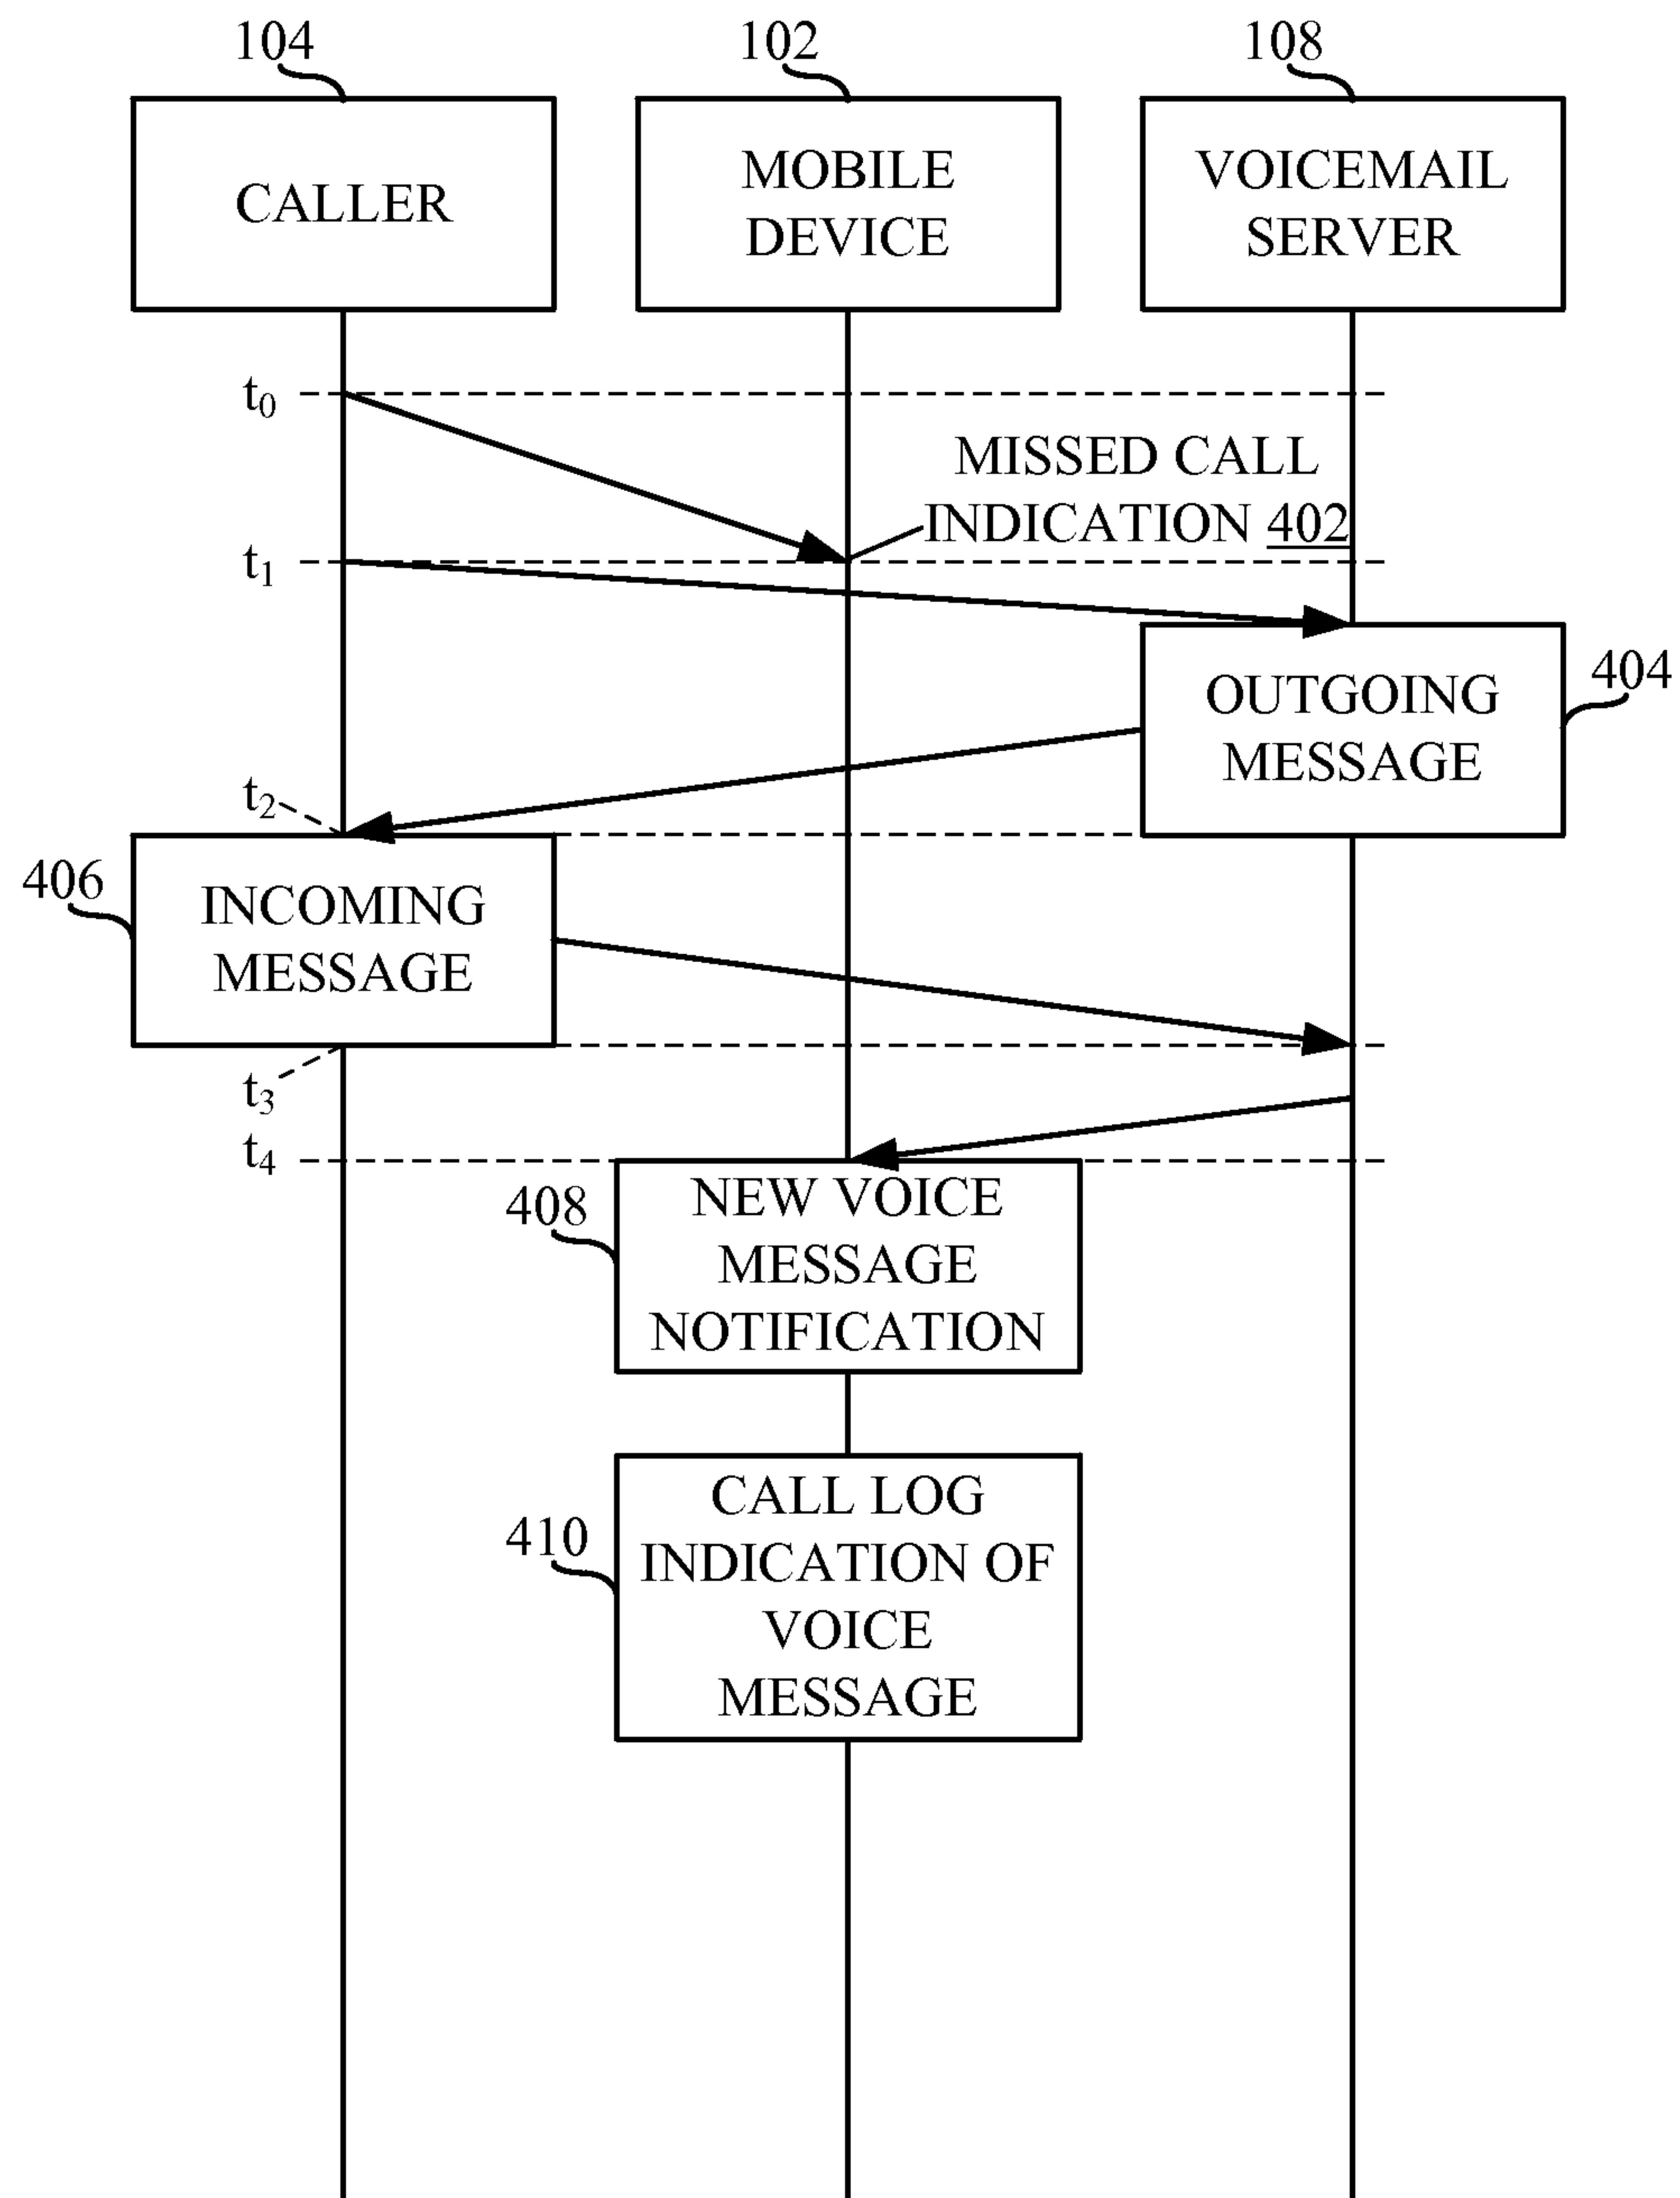 104
102
108
CALLER
MOBILE
DEVICE
VOICEMAIL
SERVER
t0
MISSED CALL
INDICATION 402
t1
OUTGOING
MESSAGE
404
t2
406
INCOMING
MESSAGE
t3
t4
408
NEW VOICE
MESSAGE
NOTIFICATION
410
CALL LOG
INDICATION OF
VOICE
MESSAGE